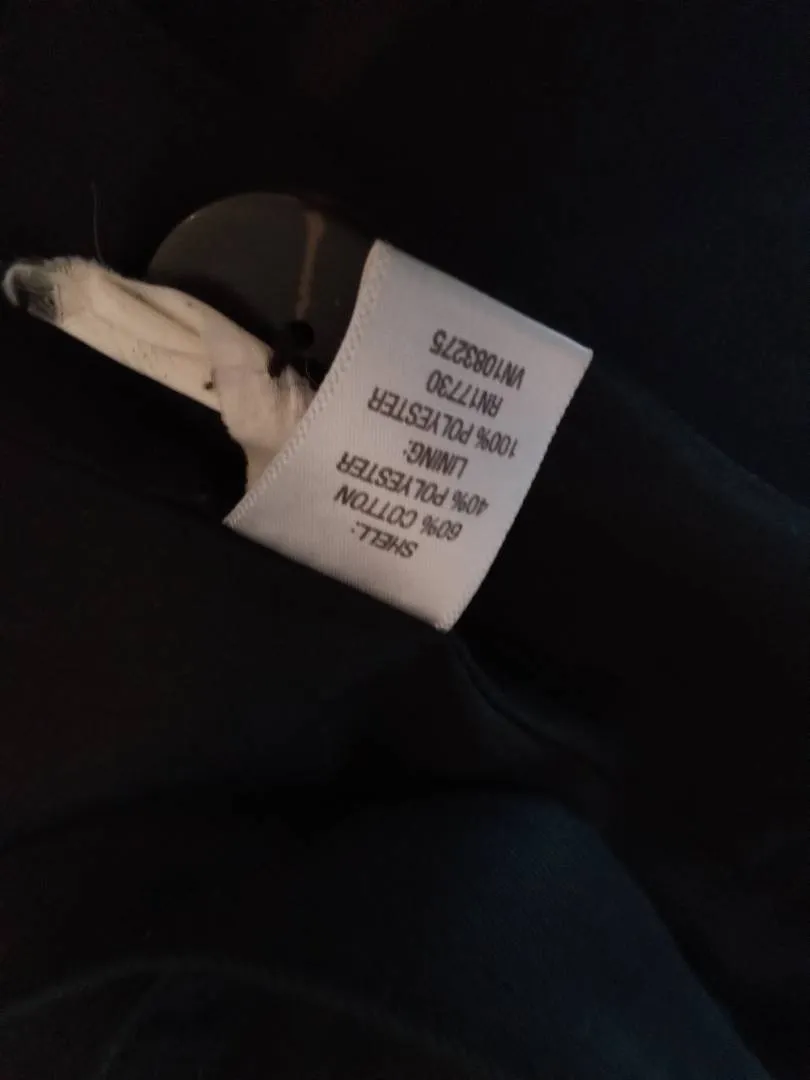 SHELL:
60% COTTON
40% POLYESTER
LINING:
100% POLYESTER
RN17730
VN1083275